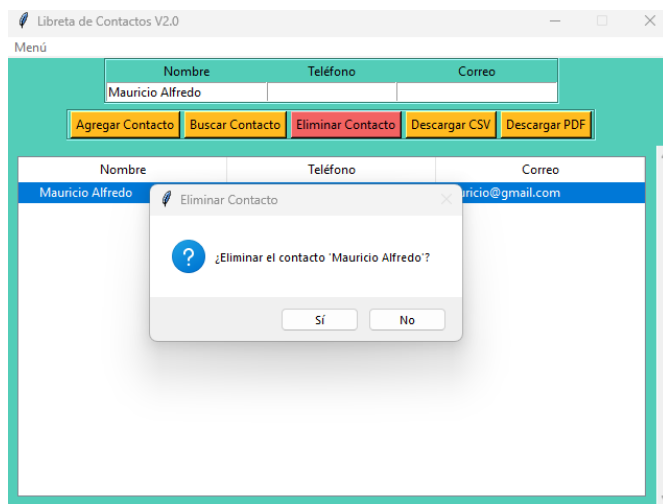 Libreta de Contactos V2.0
Menú
Nombre Teléfono Correo
Mauricio Alfredo
Agregar Contacto Buscar Contacto Eliminar Contacto Descargar CSV Descargar PDF
Nombre Teléfono Correo
Mauricio Alfredo uricio@gmail.com
Eliminar Contacto
¿Eliminar el contacto 'Mauricio Alfredo'?
Sí No